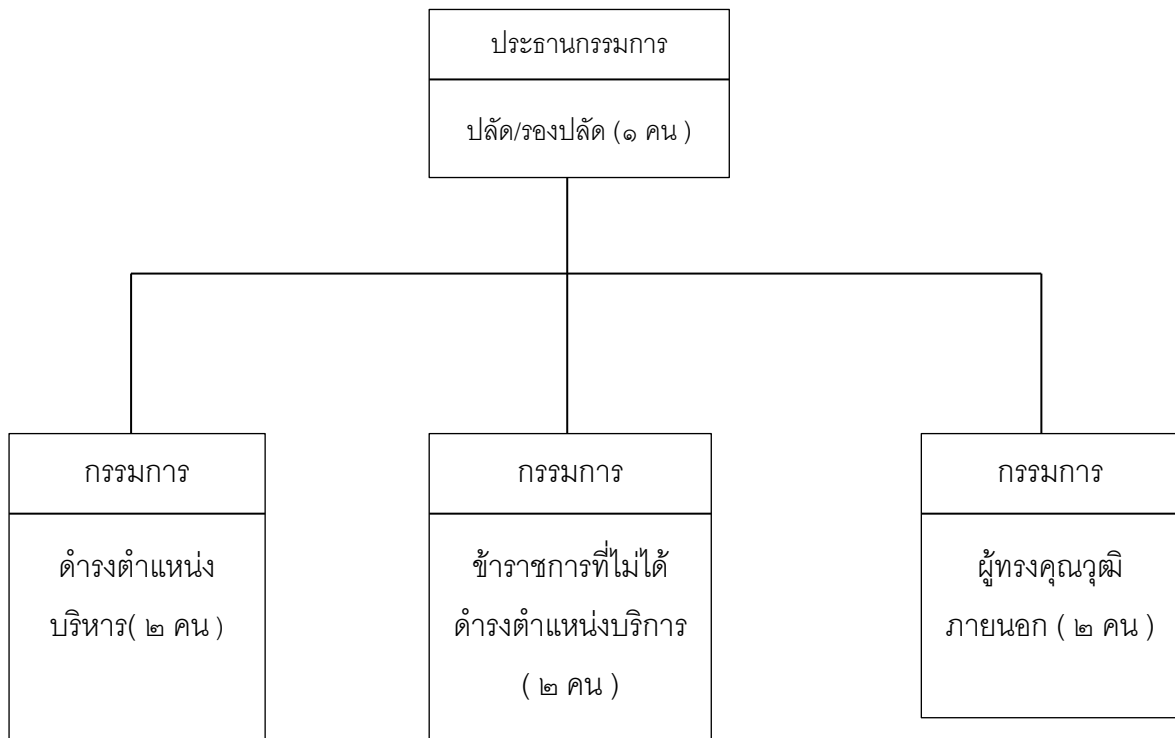 ประธานกรรมการ
ปลัด/รองปลัด (๑ คน )
กรรมการ
ดำรงตำแหน่ง
บริหาร( ๒ คน )
กรรมการ
ข้าราชการที่ไม่ได้
ดำรงตำแหน่งบริการ
( ๒ คน )
กรรมการ
ผู้ทรงคุณวุฒิ
ภายนอก ( ๒ คน )